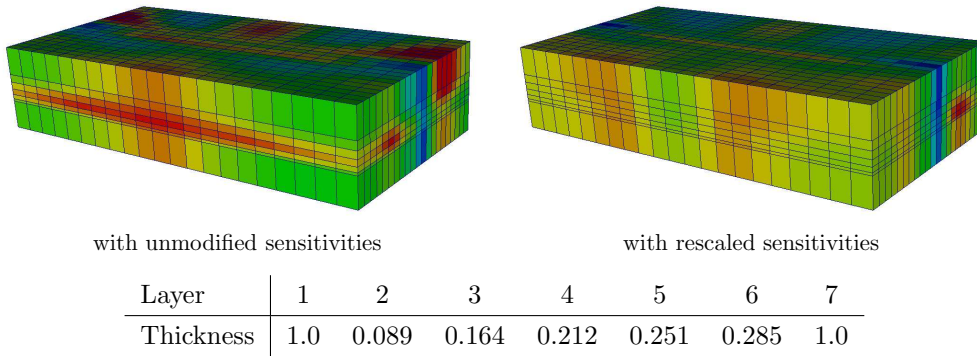 with unmodified sensitivities
with rescaled sensitivities
Layer 1 2 3 4 5 6 7
Thickness 1.0 0.089 0.164 0.212 0.251 0.285 1.0